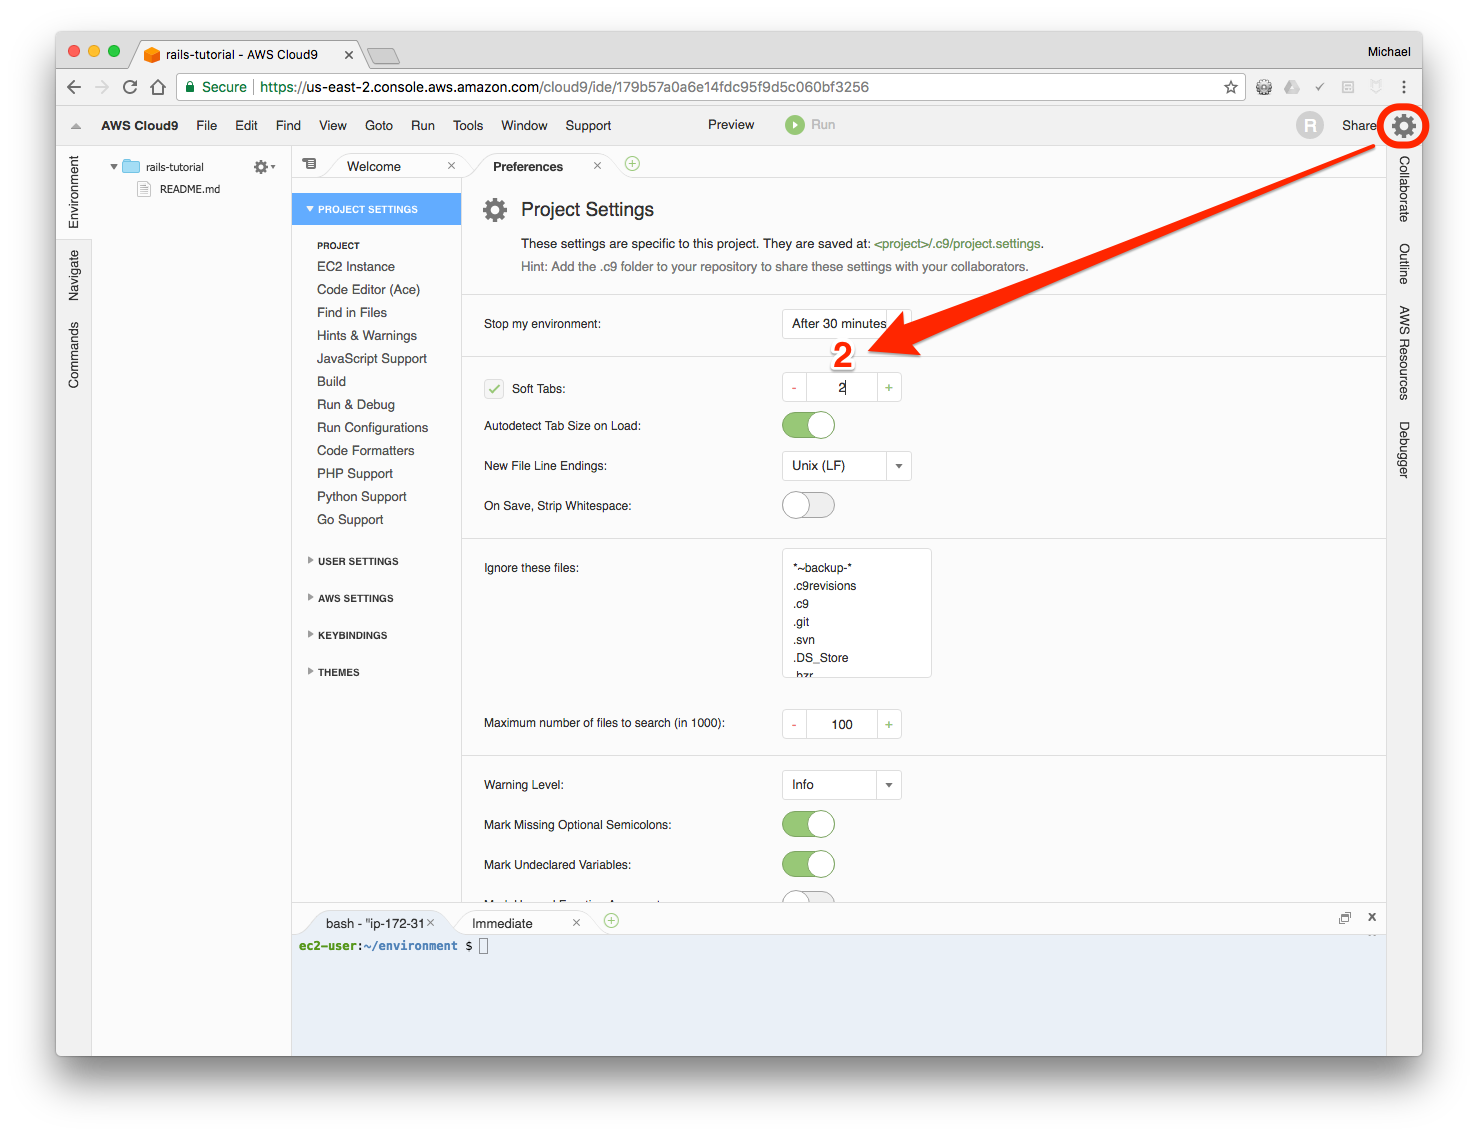 rails-tutorial - AWS Cloud9
Michael
Secure
https://us-east-2.console.aws.amazon.com/cloud9/ide/179b57a0a6e14fdc95f9d5c060bf3256
AWS Cloud9 File Edit Find View Goto Run Tools Window Support Preview Run R Share
Environment
Navigate
Commands
rails-tutorial
README.md
Welcome
Preferences
PROJECT SETTINGS
PROJECT
EC2 Instance
Code Editor (Ace)
Find in Files
Hints & Warnings
JavaScript Support
Build
Run & Debug
Run Configurations
Code Formatters
PHP Support
Python Support
Go Support
USER SETTINGS
AWS SETTINGS
KEYBINDINGS
THEMES
Project Settings
These settings are specific to this project. They are saved at: <project>/.c9/project.settings.
Hint: Add the .c9 folder to your repository to share these settings with your collaborators.
Stop my environment: After 30 minutes
2
Soft Tabs: - 2 +
Autodetect Tab Size on Load:
New File Line Endings: Unix (LF)
On Save, Strip Whitespace:
Ignore these files:
*~backup-*
.c9revisions
.c9
.git
.svn
.DS_Store
.bzr
Maximum number of files to search (in 1000): - 100 +
Warning Level: Info
Mark Missing Optional Semicolons:
Mark Undeclared Variables:
Collaborate
Outline
AWS Resources
Debugger
bash - "ip-172-31
Immediate
ec2-user:~/environment $